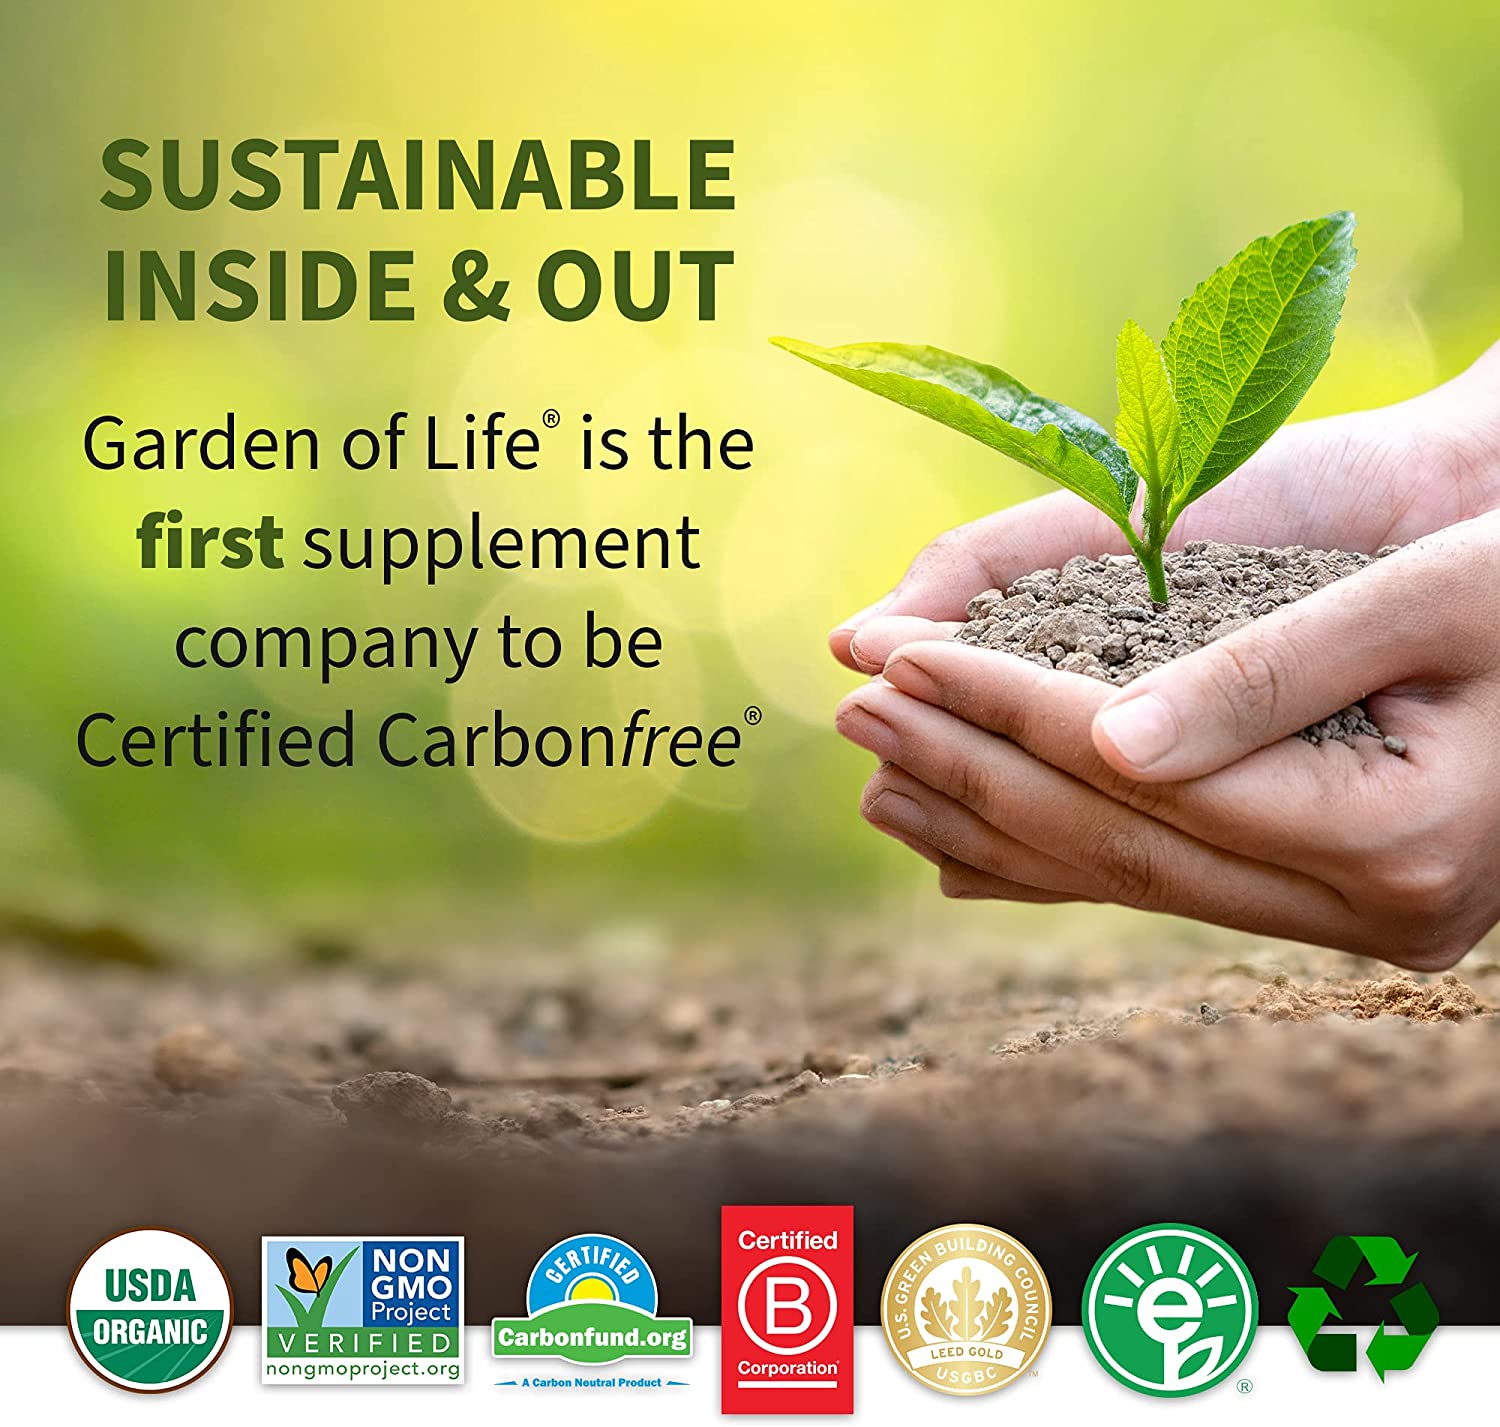 SUSTAINABLE
INSIDE & OUT
Garden of Life® is the
first supplement
company to be
Certified Carbonfree®
USDA
ORGANIC
NON
GMO
Project
VERIFIED
nongmoproject.org
CERTIFIED
Carbonfund.org
A Carbon Neutral Product
Certified
B
Corporation
U.S. GREEN BUILDING COUNCIL
LEED GOLD
USGBC
™
e
®